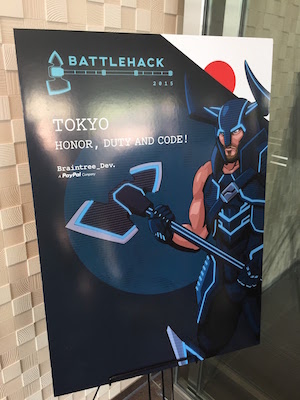 BATTLEHACK
2015
TOKYO
HONOR, DUTY AND CODE!
Braintree_Dev.
A PayPal Company